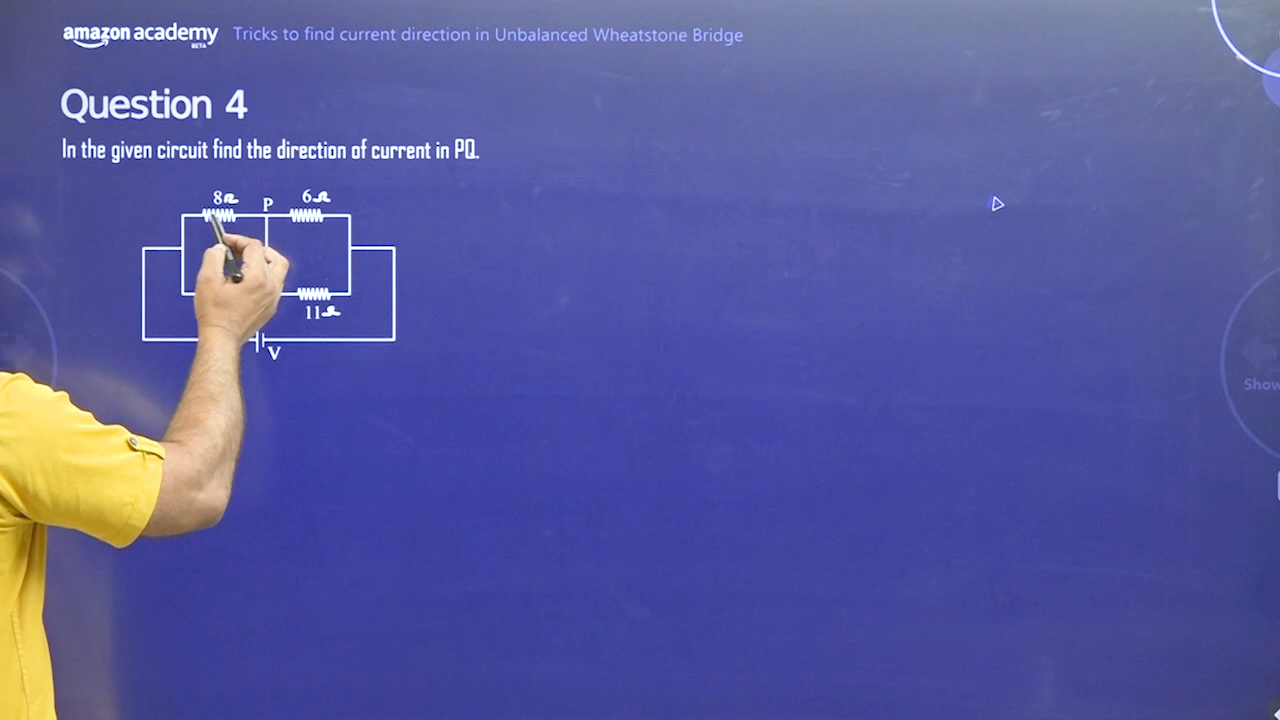 amazon academy
BETA
Tricks to find current direction in Unbalanced Wheatstone Bridge
Question 4
In the given circuit find the direction of current in PQ.
8Ω P 6Ω
11Ω
V
Show